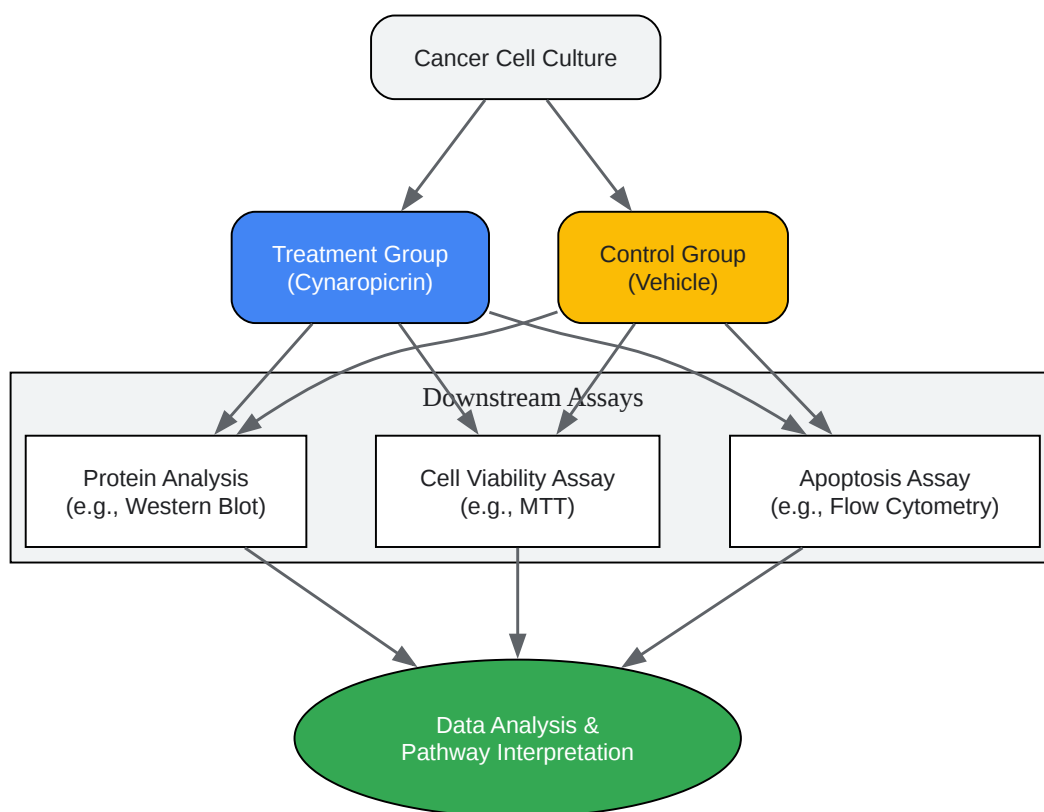 Cancer Cell Culture
Treatment Group
(Cynaropicrin)
Control Group
(Vehicle)
Downstream Assays
Protein Analysis
(e.g., Western Blot)
Cell Viability Assay
(e.g., MTT)
Apoptosis Assay
(e.g., Flow Cytometry)
Data Analysis &
Pathway Interpretation